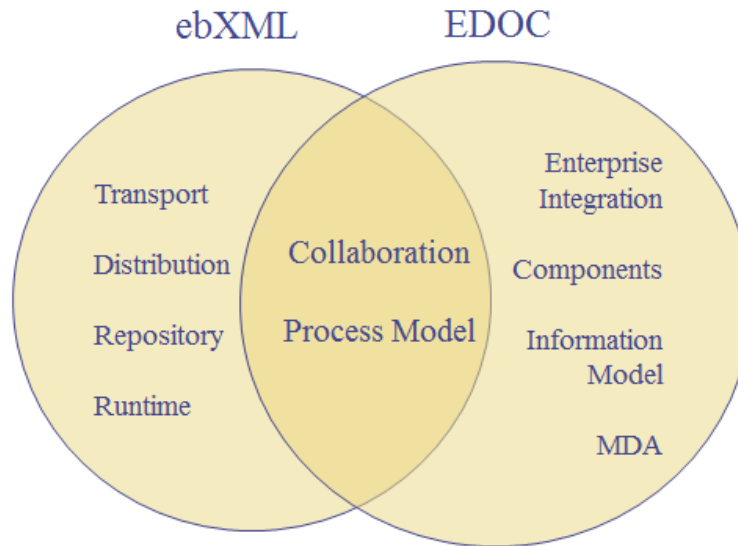 ebXML
EDOC
Transport
Distribution
Repository
Runtime
Collaboration
Process Model
Enterprise
Integration
Components
Information
Model
MDA